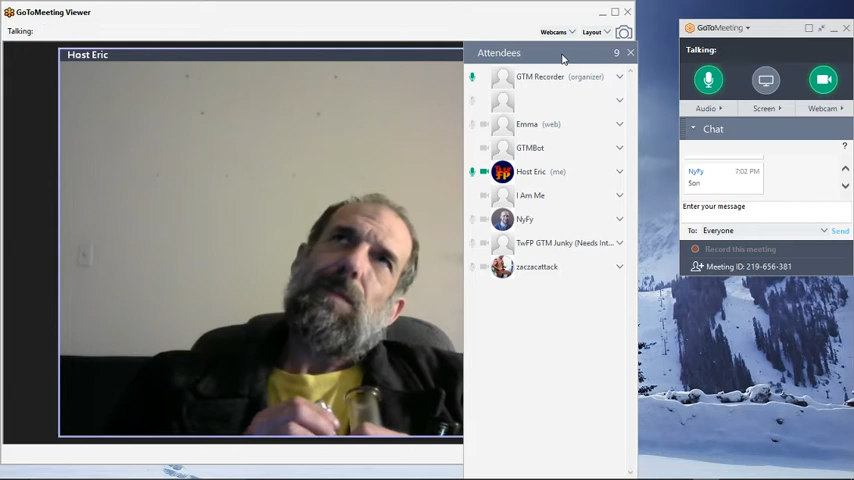 GoToMeeting Viewer
Talking:
Webcams
Layout
Host Eric
Attendees 9
GTM Recorder (organizer)
Emma (web)
GTMBot
Host Eric (me)
I Am Me
NyFy
TwFP GTM Junky (Needs Int...
zaczacattack
GoToMeeting
Talking:
Audio Screen Webcam
Chat
?
NyFy 7:02 PM
Son
Enter your message
To: Everyone Send
Record this meeting
Meeting ID: 219-656-381